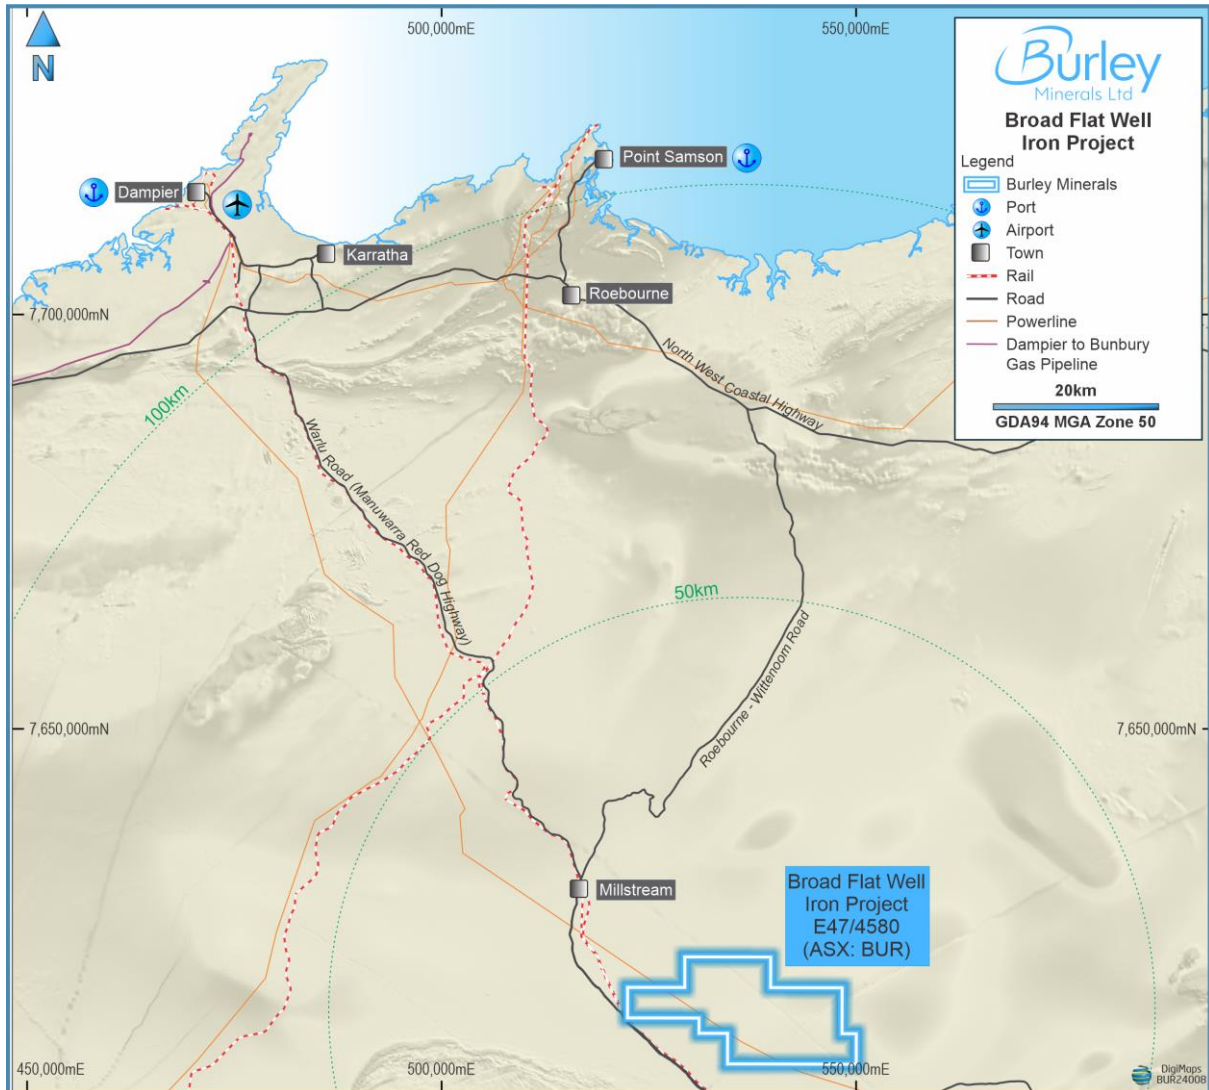 N
500,000mE
550,000mE
Burley
Minerals Ltd
Broad Flat Well
Iron Project
Legend
Burley Minerals
Port
Airport
Town
Rail
Road
Powerline
Dampier to Bunbury
Gas Pipeline
20km
GDA94 MGA Zone 50
Point Samson
Dampier
Karratha
Roebourne
7,700,000mN
North West Coastal Highway
100km
Warlu Road (Manuwarra Red Dog Highway)
50km
Roebourne - Wittenoom Road
7,650,000mN
7,650,000mN
Millstream
Broad Flat Well
Iron Project
E47/4580
(ASX: BUR)
450,000mE
500,000mE
550,000mE
DigiMaps
BUR24008